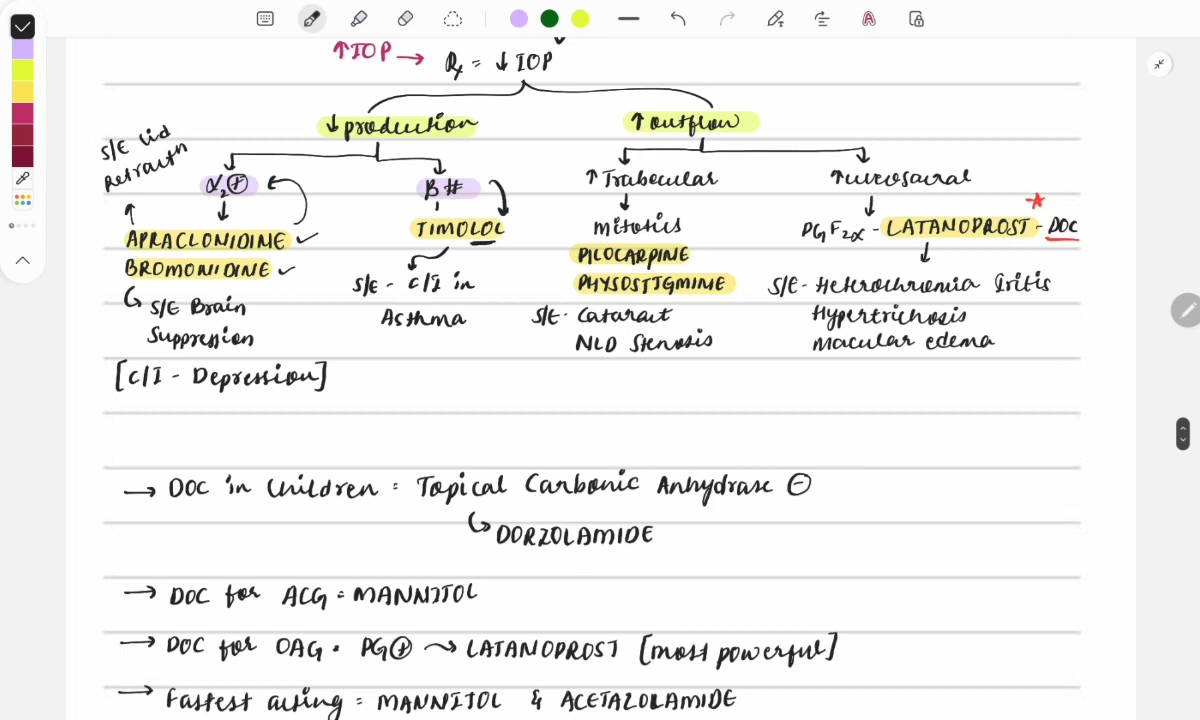 ↑IOP → Rx = ↓ IOP
↓ production
↑ outflow
S/E Lid
Retractn
α₂⊕
β#
↑ Trabecular
↑uveoscleral
APRACLONIDINE ✓
BROMONIDINE ✓
S/E Brain
Suppression
[C/I - Depression]
TIMOLOL
S/E - C/I in
Asthma
miotics
PILOCARPINE
PHYSOSTIGMINE
S/E - Cataract
NLD Stenosis
PGF₂α - LATANOPROST - DOC
S/E - Heterochromia Iritis
Hypertrichosis
Macular edema
→ DOC in Children = Topical Carbonic Anhydrase ⊖
↳ DORZOLAMIDE
→ DOC for ACG = MANNITOL
→ DOC for OAG = PG⊕ ⤳ LATANOPROST [most powerful]
→ Fastest acting = MANNITOL & ACETAZOLAMIDE